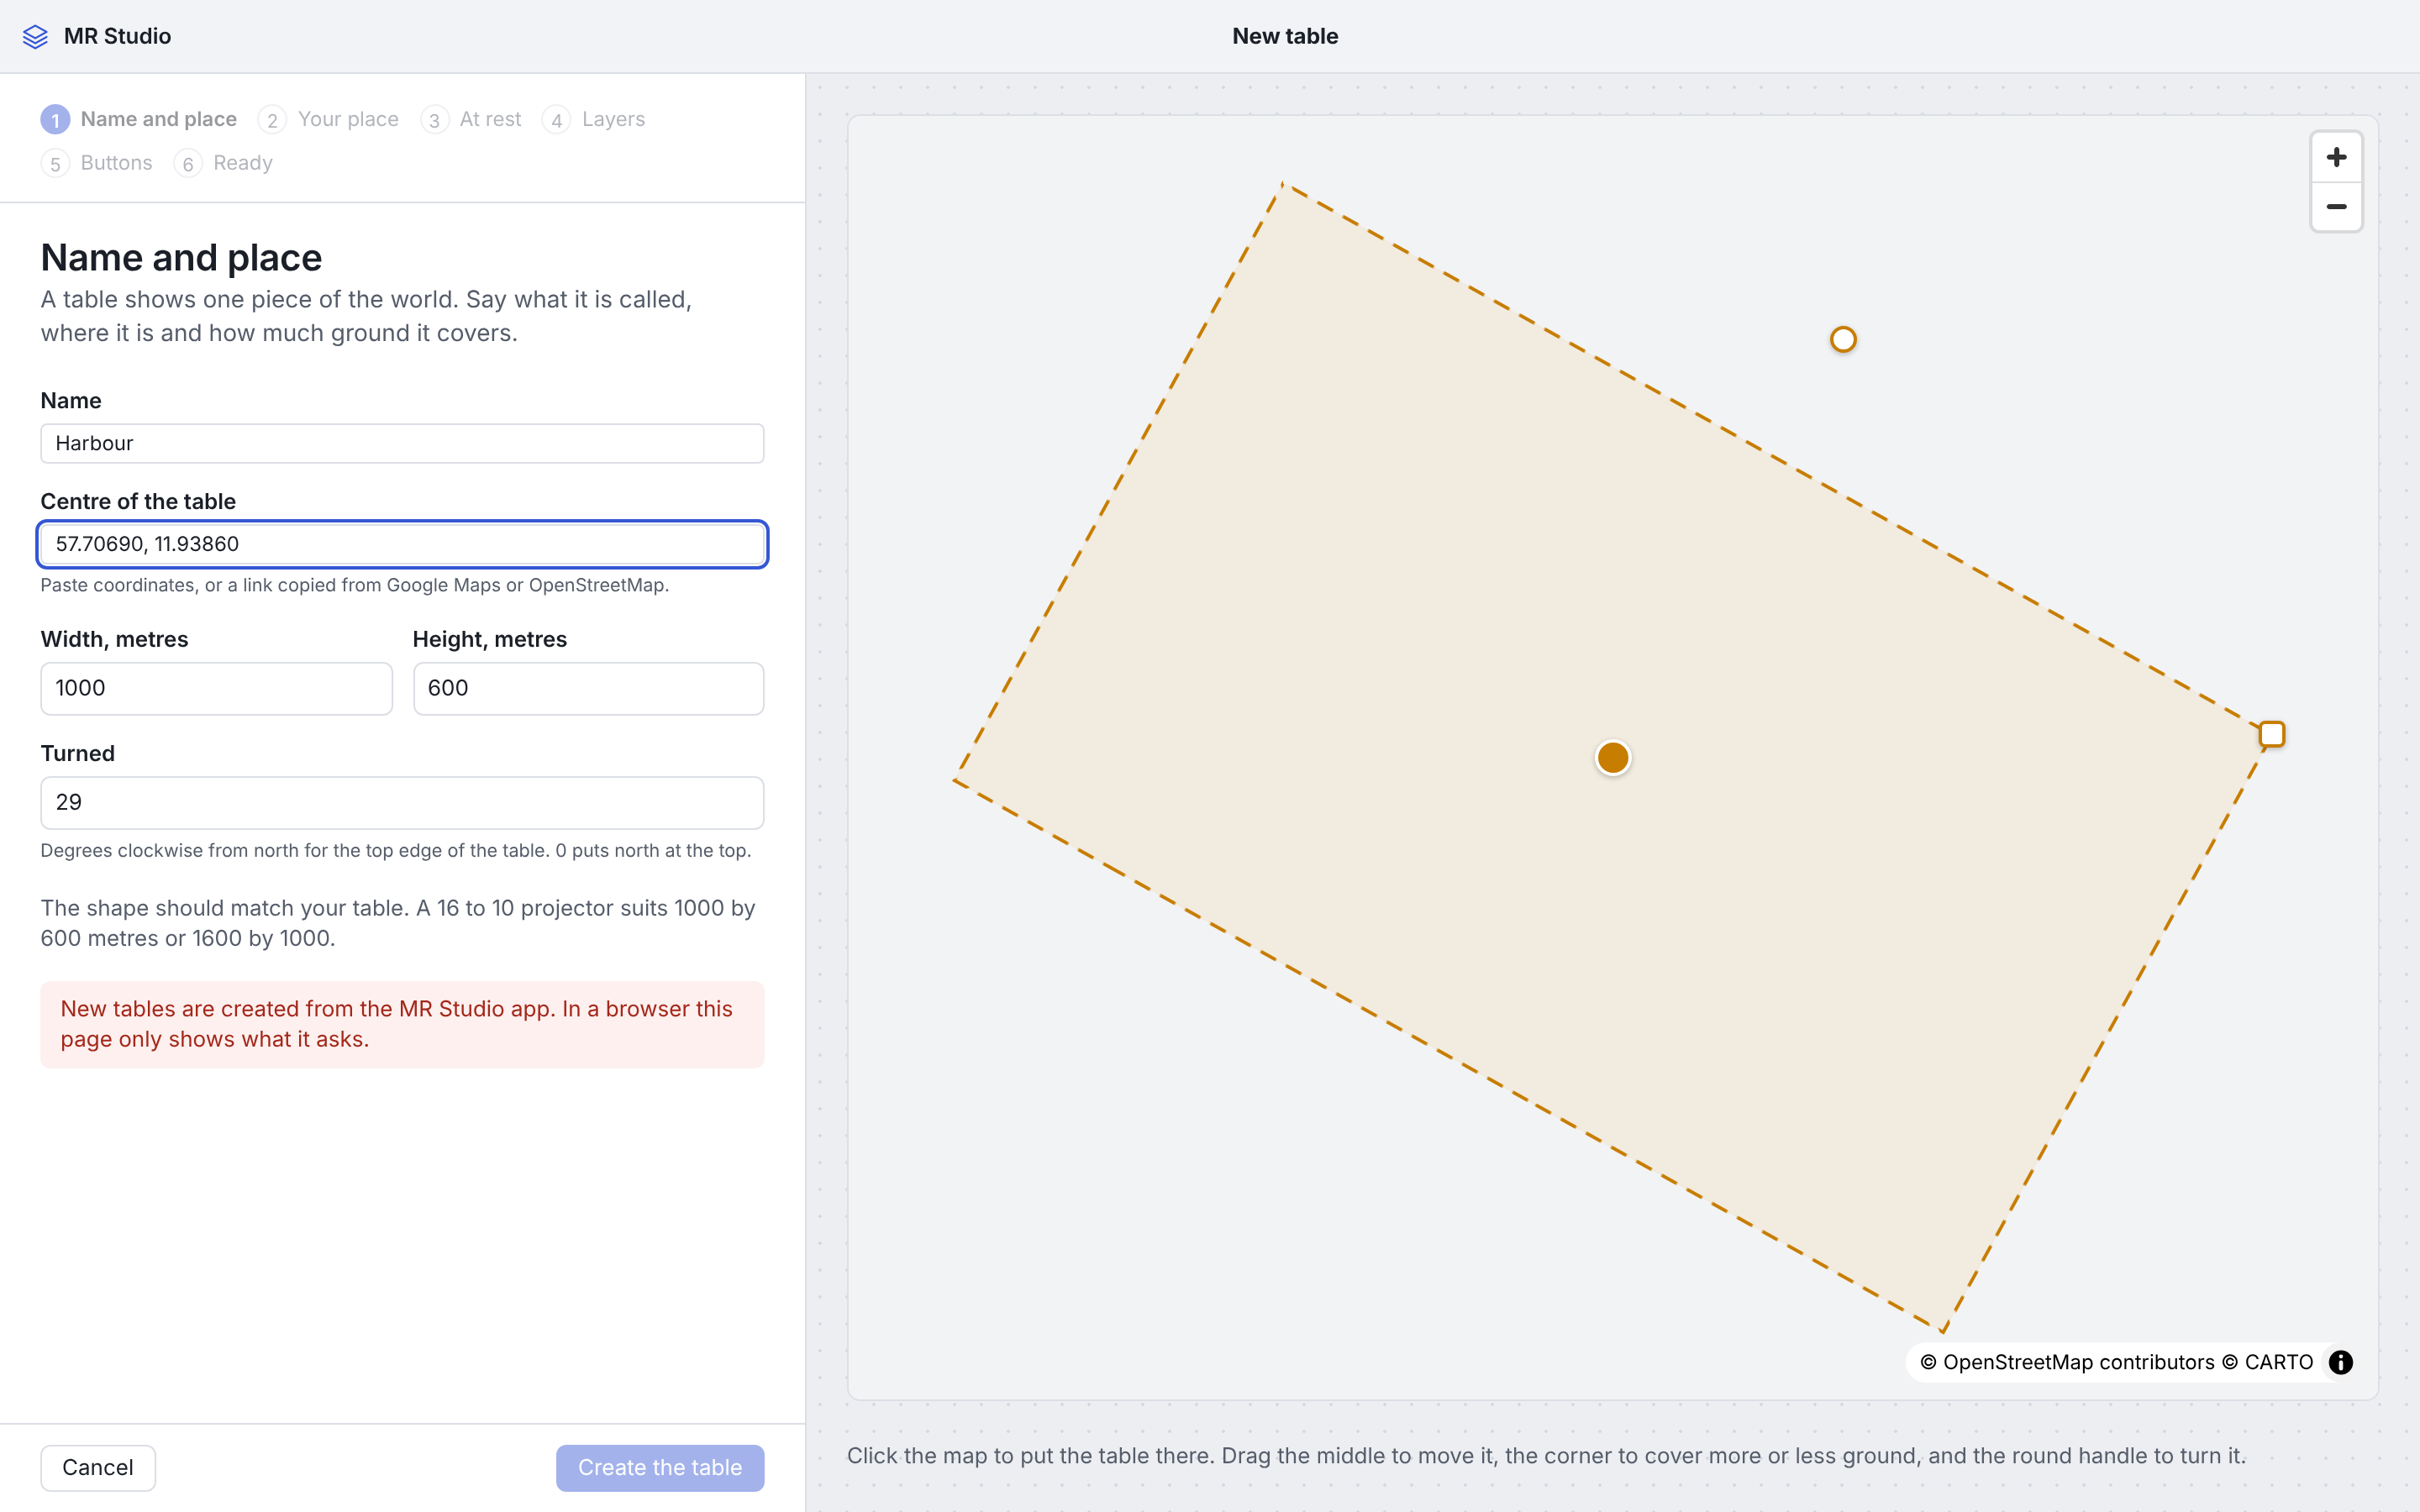 MR Studio
New table
1 Name and place 2 Your place 3 At rest 4 Layers
5 Buttons 6 Ready
Name and place
A table shows one piece of the world. Say what it is called,
where it is and how much ground it covers.
Name
Harbour
Centre of the table
57.70690, 11.93860
Paste coordinates, or a link copied from Google Maps or OpenStreetMap.
Width, metres Height, metres
1000 600
Turned
29
Degrees clockwise from north for the top edge of the table. 0 puts north at the top.
The shape should match your table. A 16 to 10 projector suits 1000 by
600 metres or 1600 by 1000.
New tables are created from the MR Studio app. In a browser this
page only shows what it asks.
Cancel Create the table
© OpenStreetMap contributors © CARTO
Click the map to put the table there. Drag the middle to move it, the corner to cover more or less ground, and the round handle to turn it.